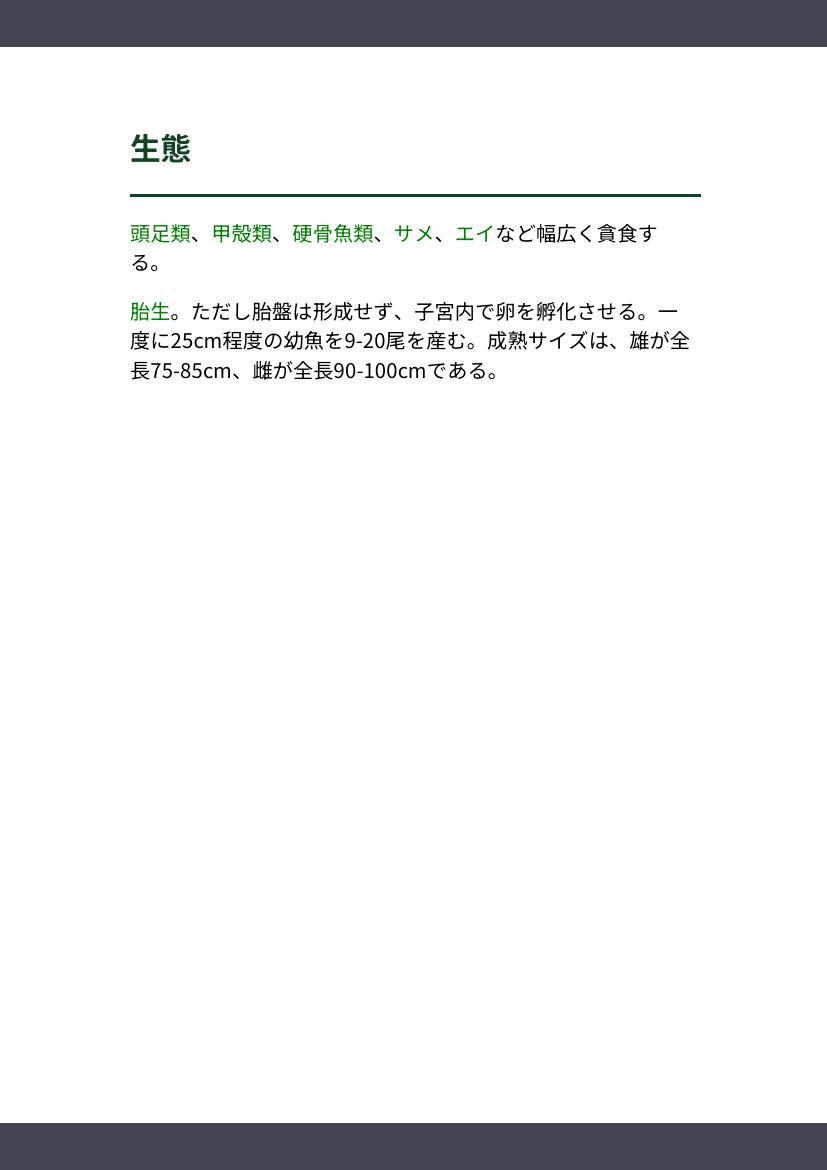 生態
頭足類、甲殻類、硬骨魚類、サメ、エイなど幅広く貪食す
る。
胎生。ただし胎盤は形成せず、子宮内で卵を孵化させる。一
度に25cm程度の幼魚を9-20尾を産む。成熟サイズは、雄が全
長75-85cm、雌が全長90-100cmである。